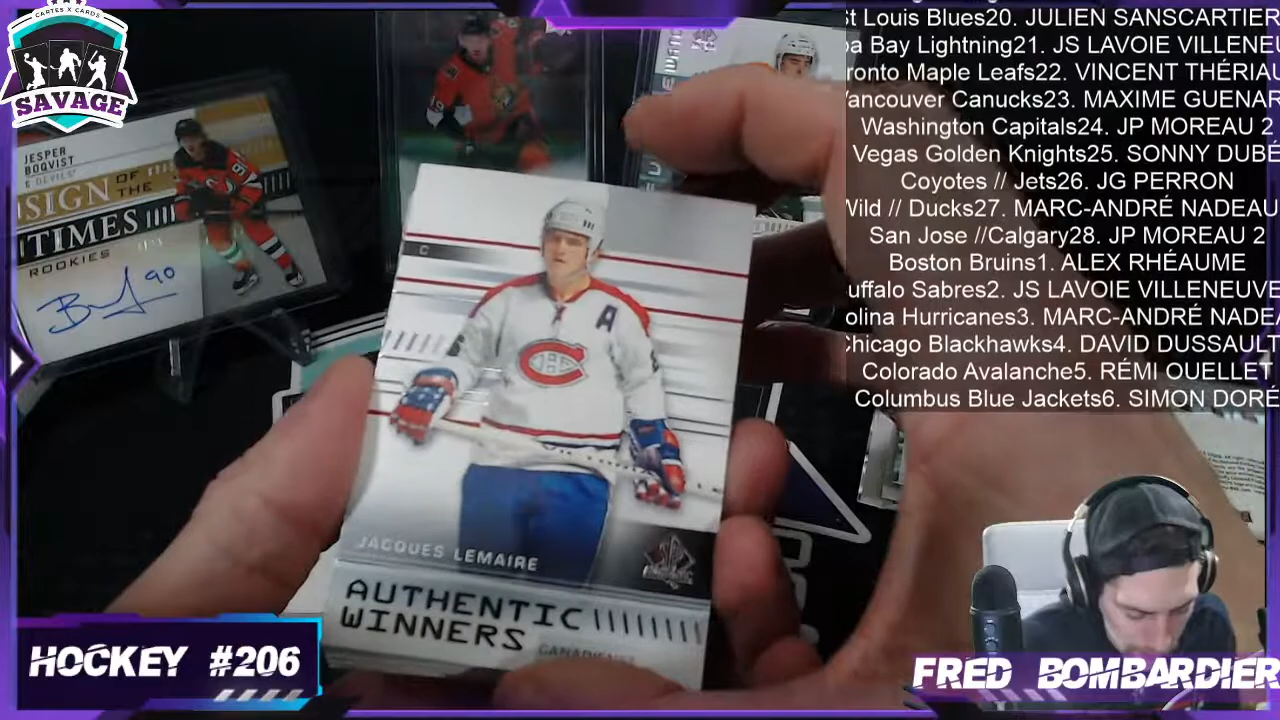 CARTES X CARDS
SAVAGE
JESPER
BOQVIST
DEVILS
SIGN OF THE
TIMES
ROOKIES
90
19
C
A
JACQUES LEMAIRE
AUTHENTIC
WINNERS
CANADIENS
St Louis Blues20. JULIEN SANSCARTIER
pa Bay Lightning21. JS LAVOIE VILLENEU
ronto Maple Leafs22. VINCENT THÉRIAU
Vancouver Canucks23. MAXIME GUENAR
Washington Capitals24. JP MOREAU 2
Vegas Golden Knights25. SONNY DUBÉ
Coyotes // Jets26. JG PERRON
Wild // Ducks27. MARC-ANDRÉ NADEAU
San Jose //Calgary28. JP MOREAU 2
Boston Bruins1. ALEX RHÉAUME
uffalo Sabres2. JS LAVOIE VILLENEUVE
olina Hurricanes3. MARC-ANDRÉ NADEA
Chicago Blackhawks4. DAVID DUSSAULT
Colorado Avalanche5. RÉMI OUELLET
Columbus Blue Jackets6. SIMON DORÉ
HOCKEY #206
FRED BOMBARDIER